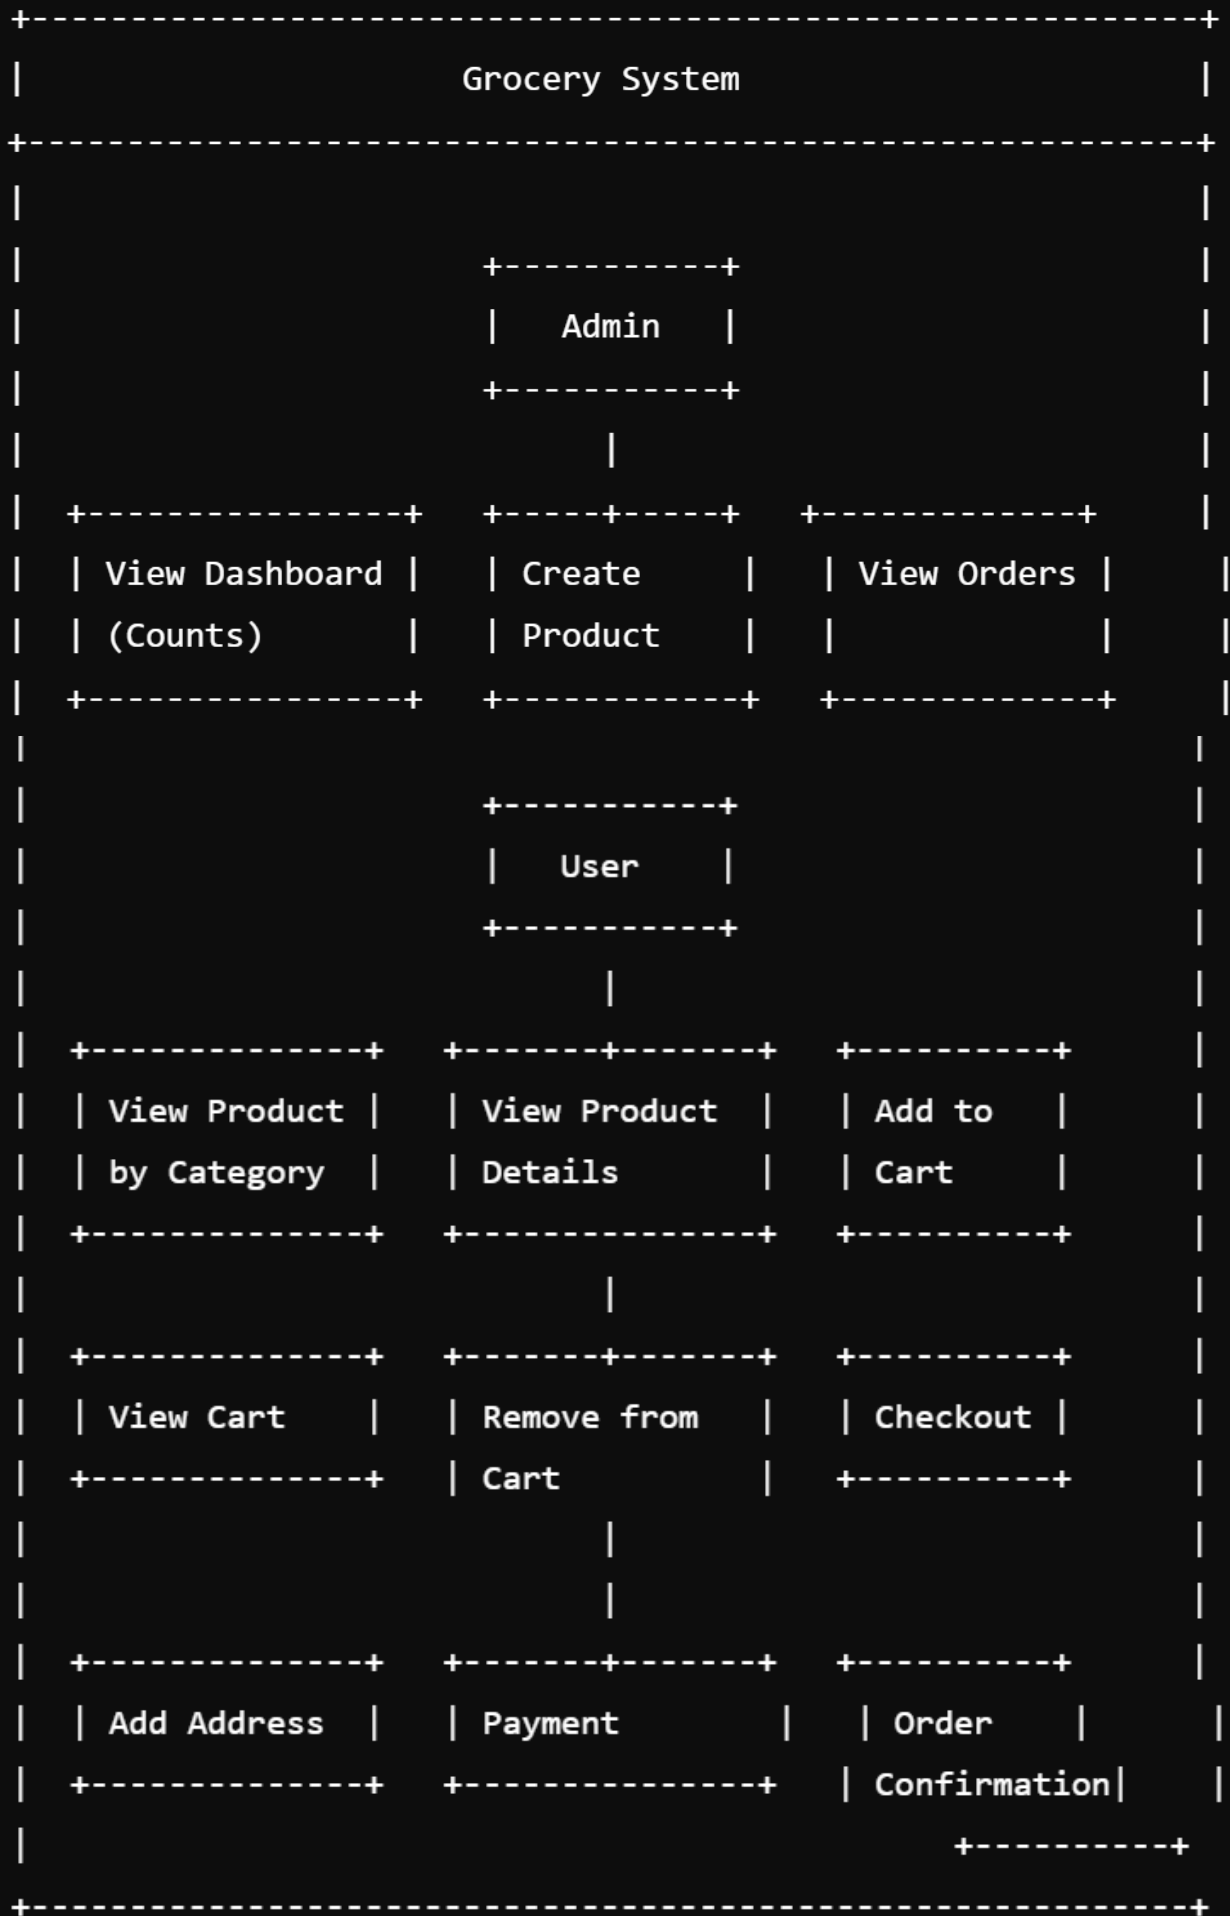 +------------------------------------------------------------+
|                      Grocery System                       |
+------------------------------------------------------------+
|                                                            |
|                       +-----------+                        |
|                       |   Admin   |                        |
|                       +-----------+                        |
|                             |                              |
|  +----------------+   +-----+-----+   +-------------+      |
|  | View Dashboard |   | Create     |   | View Orders |      |
|  | (Counts)       |   | Product    |   |             |      |
|  +----------------+   +------------+   +-------------+      |
|                                                            |
|                       +-----------+                        |
|                       |   User    |                        |
|                       +-----------+                        |
|                             |                              |
|  +--------------+   +-------+-------+   +----------+       |
|  | View Product |   | View Product  |   | Add to   |       |
|  | by Category  |   | Details       |   | Cart     |       |
|  +--------------+   +---------------+   +----------+       |
|                             |                              |
|  +--------------+   +-------+-------+   +----------+       |
|  | View Cart    |   | Remove from   |   | Checkout |       |
|  +--------------+   | Cart          |   +----------+       |
|                             |                              |
|                             |                              |
|  +--------------+   +-------+-------+   +----------+       |
|  | Add Address  |   | Payment        |   | Order    |       |
|  +--------------+   +---------------+   | Confirmation|     |
|                                               +----------+
+------------------------------------------------------------+